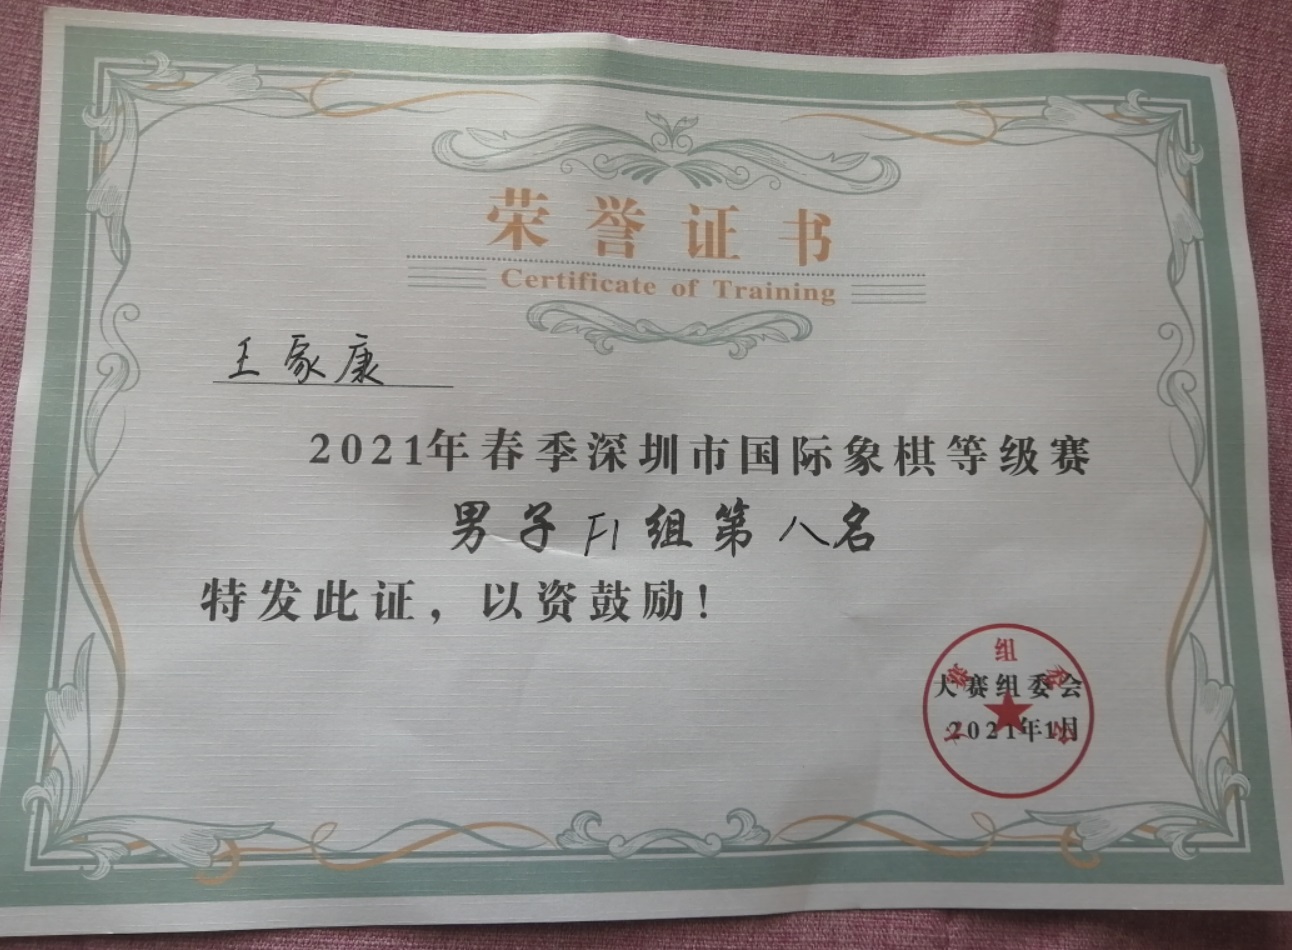 荣誉证书
Certificate of Training
王家康
2021年春季深圳市国际象棋等级赛
男子F1组第八名
特发此证，以资鼓励！
大赛组委会
2021年1月